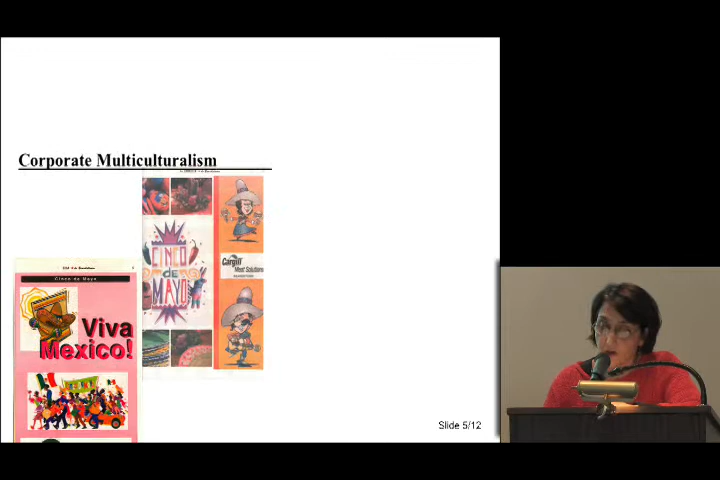 Corporate Multiculturalism
CINCO
de
MAYO
Cargill
Meat Solutions
Cinco de Mayo
Viva
Mexico!
Slide 5/12